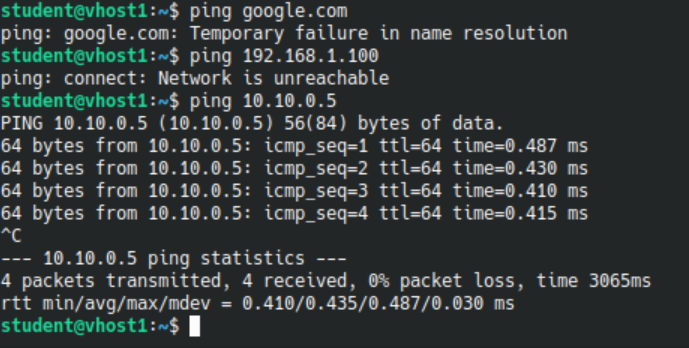 student@vhost1:~$ ping google.com
ping: google.com: Temporary failure in name resolution
student@vhost1:~$ ping 192.168.1.100
ping: connect: Network is unreachable
student@vhost1:~$ ping 10.10.0.5
PING 10.10.0.5 (10.10.0.5) 56(84) bytes of data.
64 bytes from 10.10.0.5: icmp_seq=1 ttl=64 time=0.487 ms
64 bytes from 10.10.0.5: icmp_seq=2 ttl=64 time=0.430 ms
64 bytes from 10.10.0.5: icmp_seq=3 ttl=64 time=0.410 ms
64 bytes from 10.10.0.5: icmp_seq=4 ttl=64 time=0.415 ms
^C
--- 10.10.0.5 ping statistics ---
4 packets transmitted, 4 received, 0% packet loss, time 3065ms
rtt min/avg/max/mdev = 0.410/0.435/0.487/0.030 ms
student@vhost1:~$